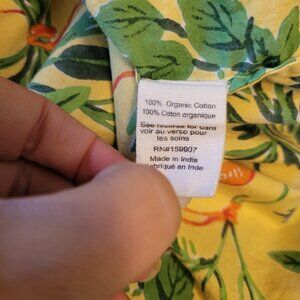 100% Organic Cotton
100% Coton organique
See reverse for care
voir au verso pour
les soins
RN#159907
Made in India
Fabriqué en Inde